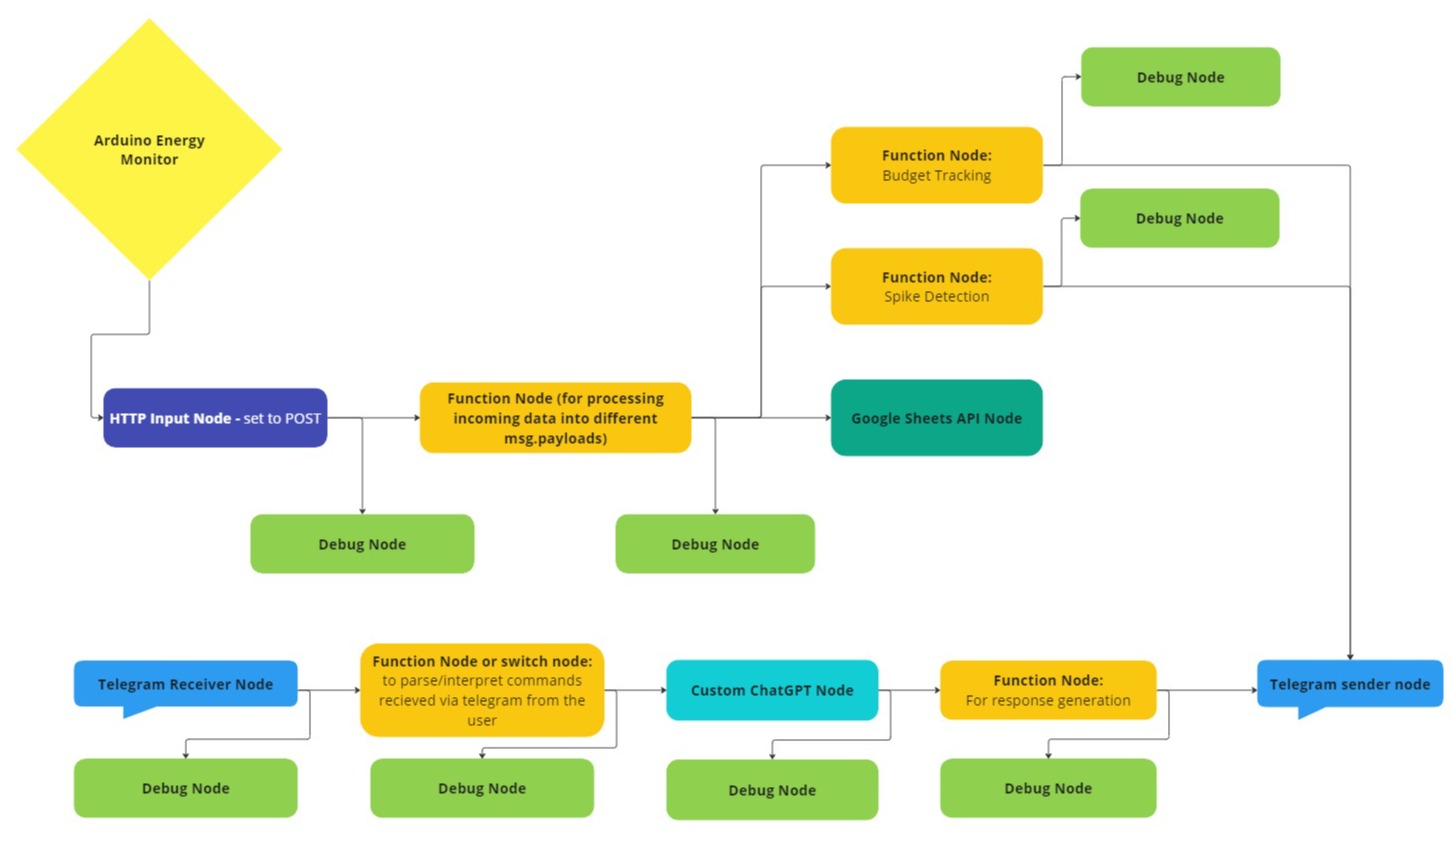 Arduino Energy
Monitor
Debug Node
Function Node:
Budget Tracking
Debug Node
Function Node:
Spike Detection
HTTP Input Node - set to POST
Function Node (for processing
incoming data into different
msg.payloads)
Google Sheets API Node
Debug Node
Debug Node
Telegram Receiver Node
Function Node or switch node:
to parse/interpret commands
recieved via telegram from the
user
Custom ChatGPT Node
Function Node:
For response generation
Telegram sender node
Debug Node
Debug Node
Debug Node
Debug Node